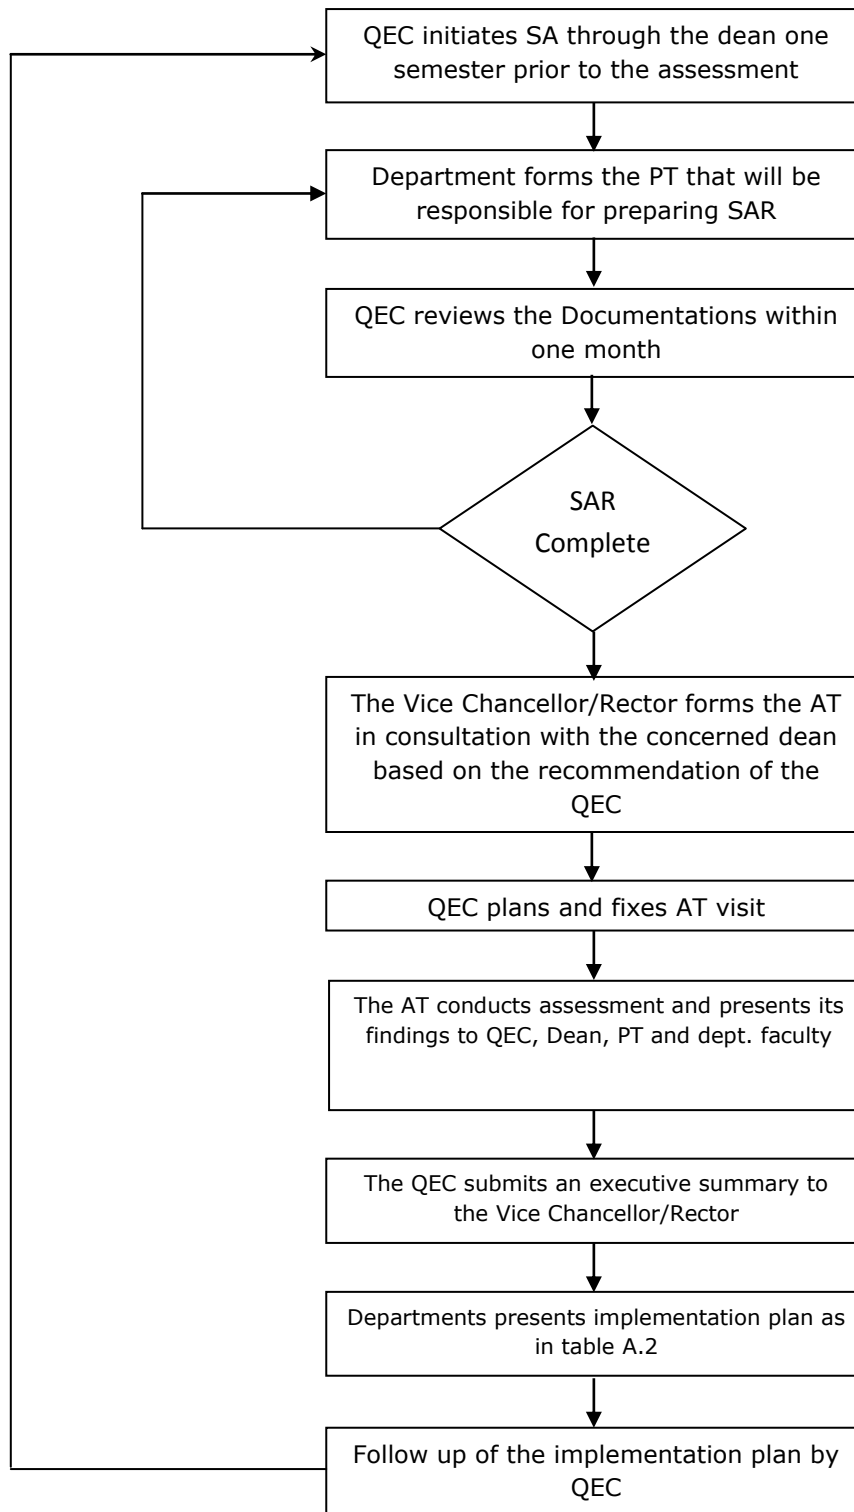 QEC initiates SA through the dean one
semester prior to the assessment
Department forms the PT that will be
responsible for preparing SAR
QEC reviews the Documentations within
one month
SAR
Complete
The Vice Chancellor/Rector forms the AT
in consultation with the concerned dean
based on the recommendation of the
QEC
QEC plans and fixes AT visit
The AT conducts assessment and presents its
findings to QEC, Dean, PT and dept. faculty
The QEC submits an executive summary to
the Vice Chancellor/Rector
Departments presents implementation plan as
in table A.2
Follow up of the implementation plan by
QEC